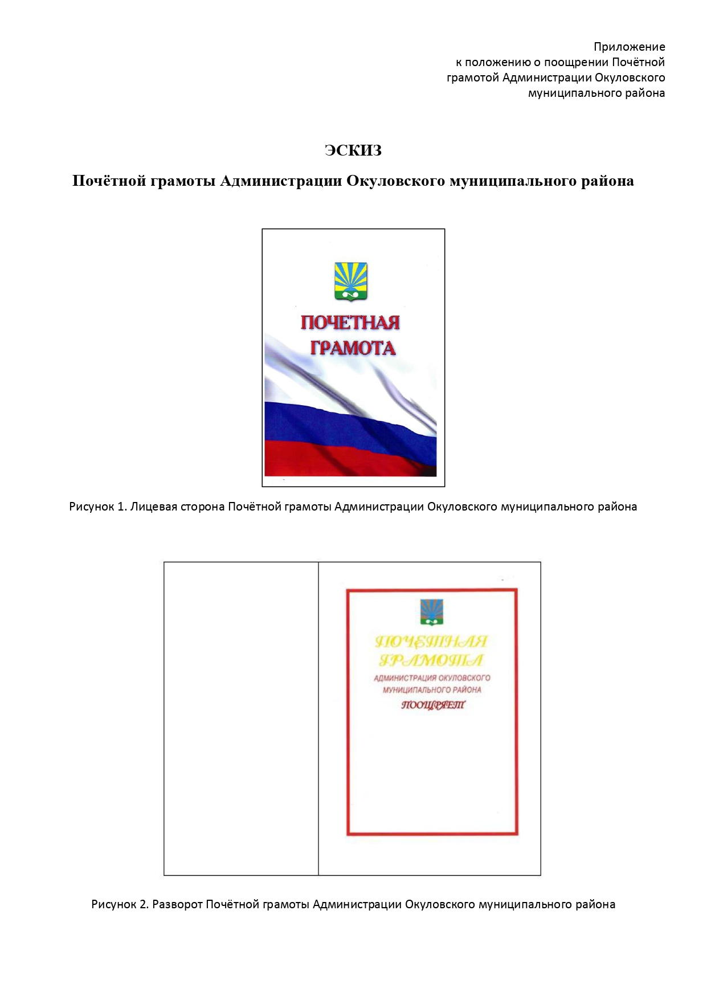 Приложение
к положению о поощрении Почётной
грамотой Администрации Окуловского
муниципального района
ЭСКИЗ
Почётной грамоты Администрации Окуловского муниципального района
ПОЧЕТНАЯ
ГРАМОТА
Рисунок 1. Лицевая сторона Почётной грамоты Администрации Окуловского муниципального района
ПОЧЕТНАЯ
ГРАМОТА
АДМИНИСТРАЦИЯ ОКУЛОВСКОГО
МУНИЦИПАЛЬНОГО РАЙОНА
ПООЩРЯЕТ
Рисунок 2. Разворот Почётной грамоты Администрации Окуловского муниципального района